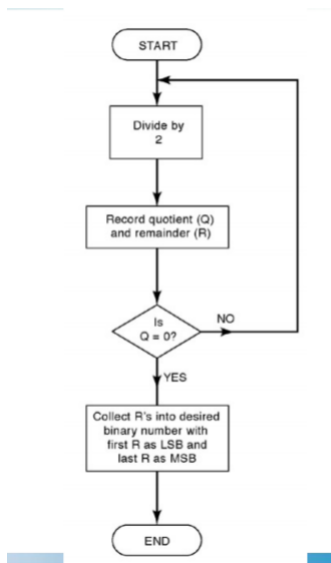 START
Divide by
2
Record quotient (Q)
and remainder (R)
Is
Q = 0?
NO
YES
Collect R's into desired
binary number with
first R as LSB and
last R as MSB
END